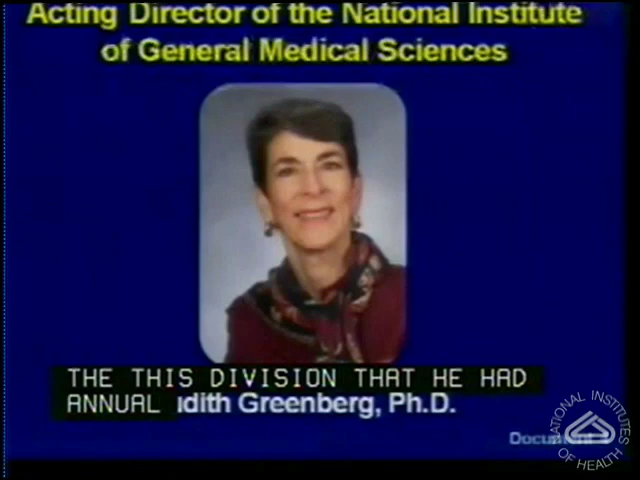 Acting Director of the National Institute
of General Medical Sciences
THE THIS DIVISION THAT HE HAD
ANNUAL udith Greenberg, Ph.D.
Document
NATIONAL INSTITUTES
OF HEALTH